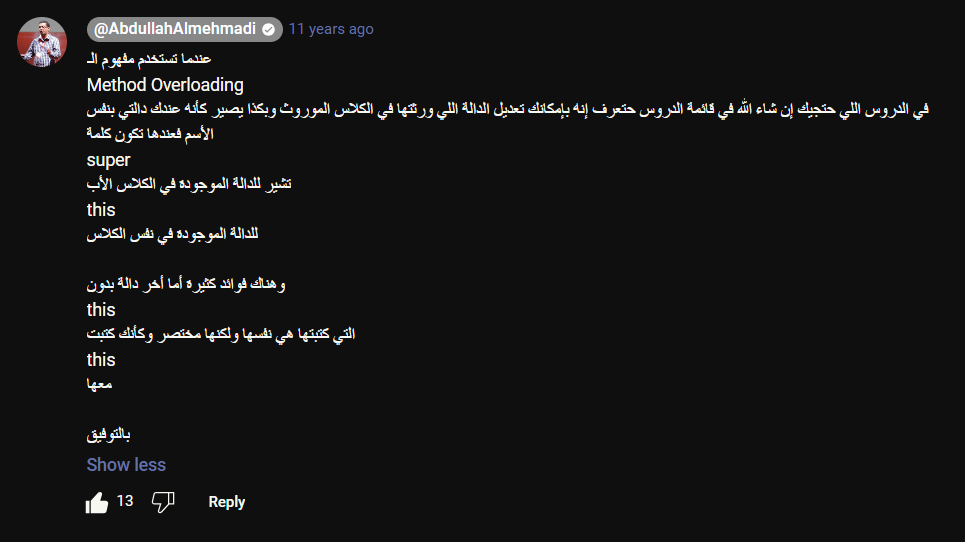 @AbdullahAlmehmadi 11 years ago
عندما تستخدم مفهوم الـ
Method Overloading
في الدروس اللي حتجيك إن شاء الله في قائمة الدروس حتعرف إنه بإمكانك تعديل الدالة اللي ورثتها في الكلاس الموروث وبكذا يصير كأنه عندك دالتي بنفس
الأسم فعندها تكون كلمة
super
تشير للدالة الموجودة في الكلاس الأب
this
للدالة الموجودة في نفس الكلاس
وهناك فوائد كثيرة أما أخر دالة بدون
this
التي كتبتها هي نفسها ولكنها مختصر وكأنك كتبت
this
معها
بالتوفيق
Show less
13 Reply